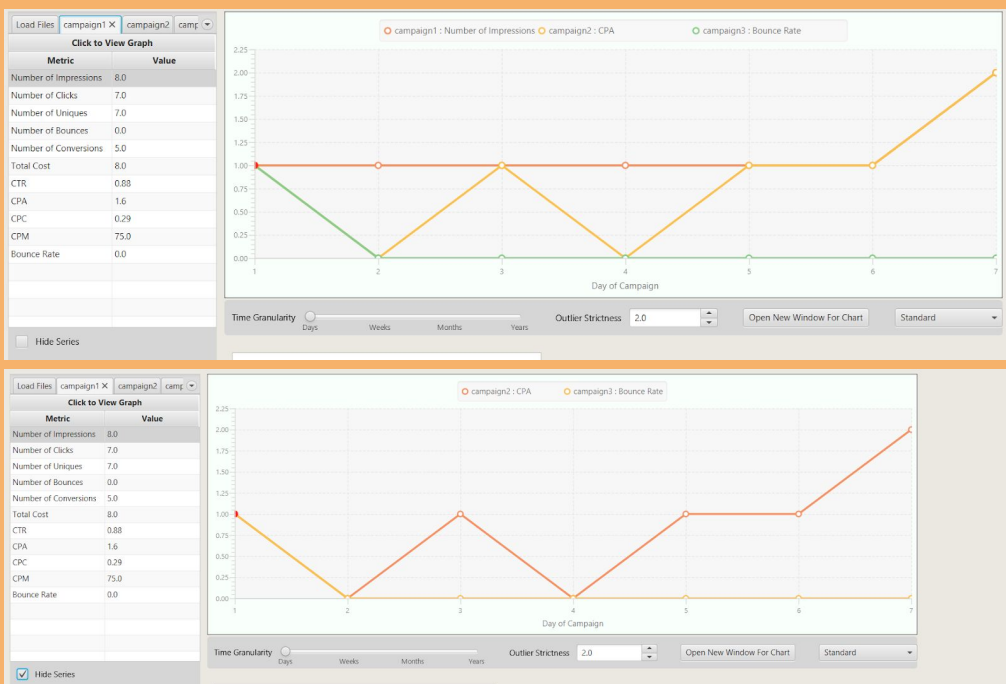 Load Files campaign1 × campaign2 camp
Click to View Graph
Metric Value
Number of Impressions 8.0
Number of Clicks 7.0
Number of Uniques 7.0
Number of Bounces 0.0
Number of Conversions 5.0
Total Cost 8.0
CTR 0.88
CPA 1.6
CPC 0.29
CPM 75.0
Bounce Rate 0.0
Hide Series
campaign1 : Number of Impressions campaign2 : CPA campaign3 : Bounce Rate
2.25
2.00
1.75
1.50
1.25
1.00
0.75
0.50
0.25
0.00
1 2 3 4 5 6 7
Day of Campaign
Time Granularity Days Weeks Months Years Outlier Strictness 2.0 Open New Window For Chart Standard
Load Files campaign1 × campaign2 camp
Click to View Graph
Metric Value
Number of Impressions 8.0
Number of Clicks 7.0
Number of Uniques 7.0
Number of Bounces 0.0
Number of Conversions 5.0
Total Cost 8.0
CTR 0.88
CPA 1.6
CPC 0.29
CPM 75.0
Bounce Rate 0.0
Hide Series
campaign2 : CPA campaign3 : Bounce Rate
2.25
2.00
1.75
1.50
1.25
1.00
0.75
0.50
0.25
0.00
1 2 3 4 5 6 7
Day of Campaign
Time Granularity Days Weeks Months Years Outlier Strictness 2.0 Open New Window For Chart Standard